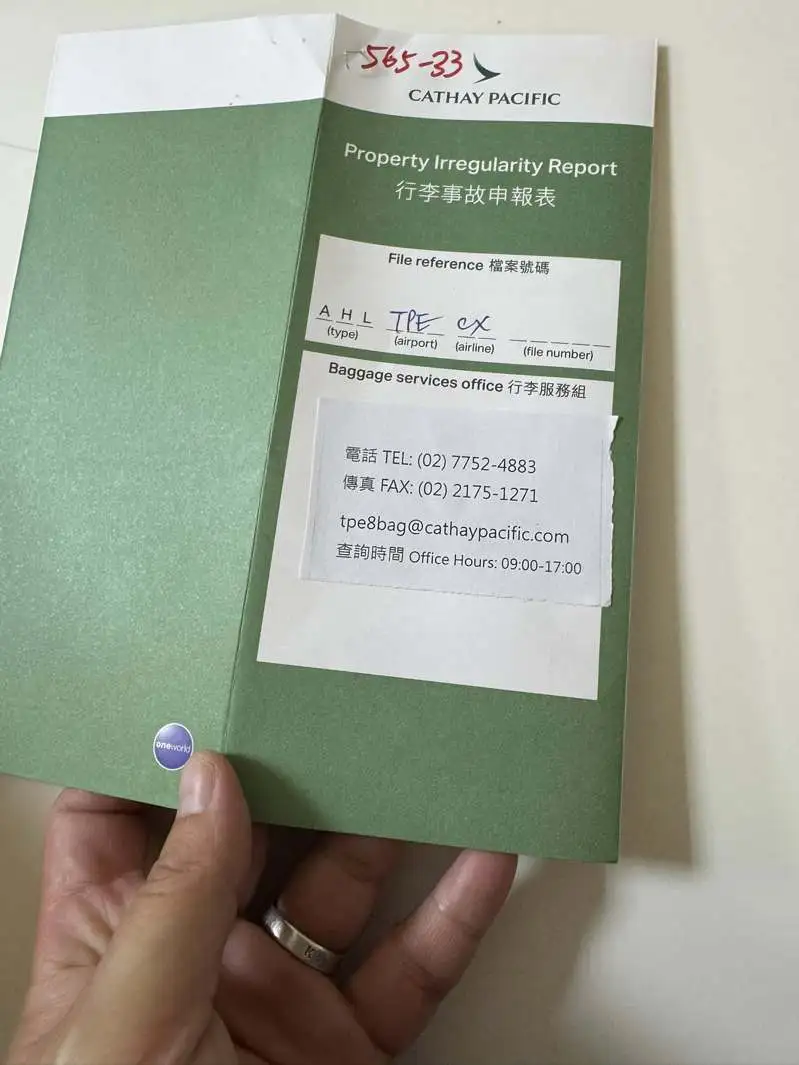 565-33
CATHAY PACIFIC
Property Irregularity Report
行李事故申報表
File reference 檔案號碼
A H L TPE CX
(type) (airport) (airline) (file number)
Baggage services office 行李服務組
電話 TEL: (02) 7752-4883
傳真 FAX: (02) 2175-1271
tpe8bag@cathaypacific.com
查詢時間 Office Hours: 09:00-17:00
oneworld